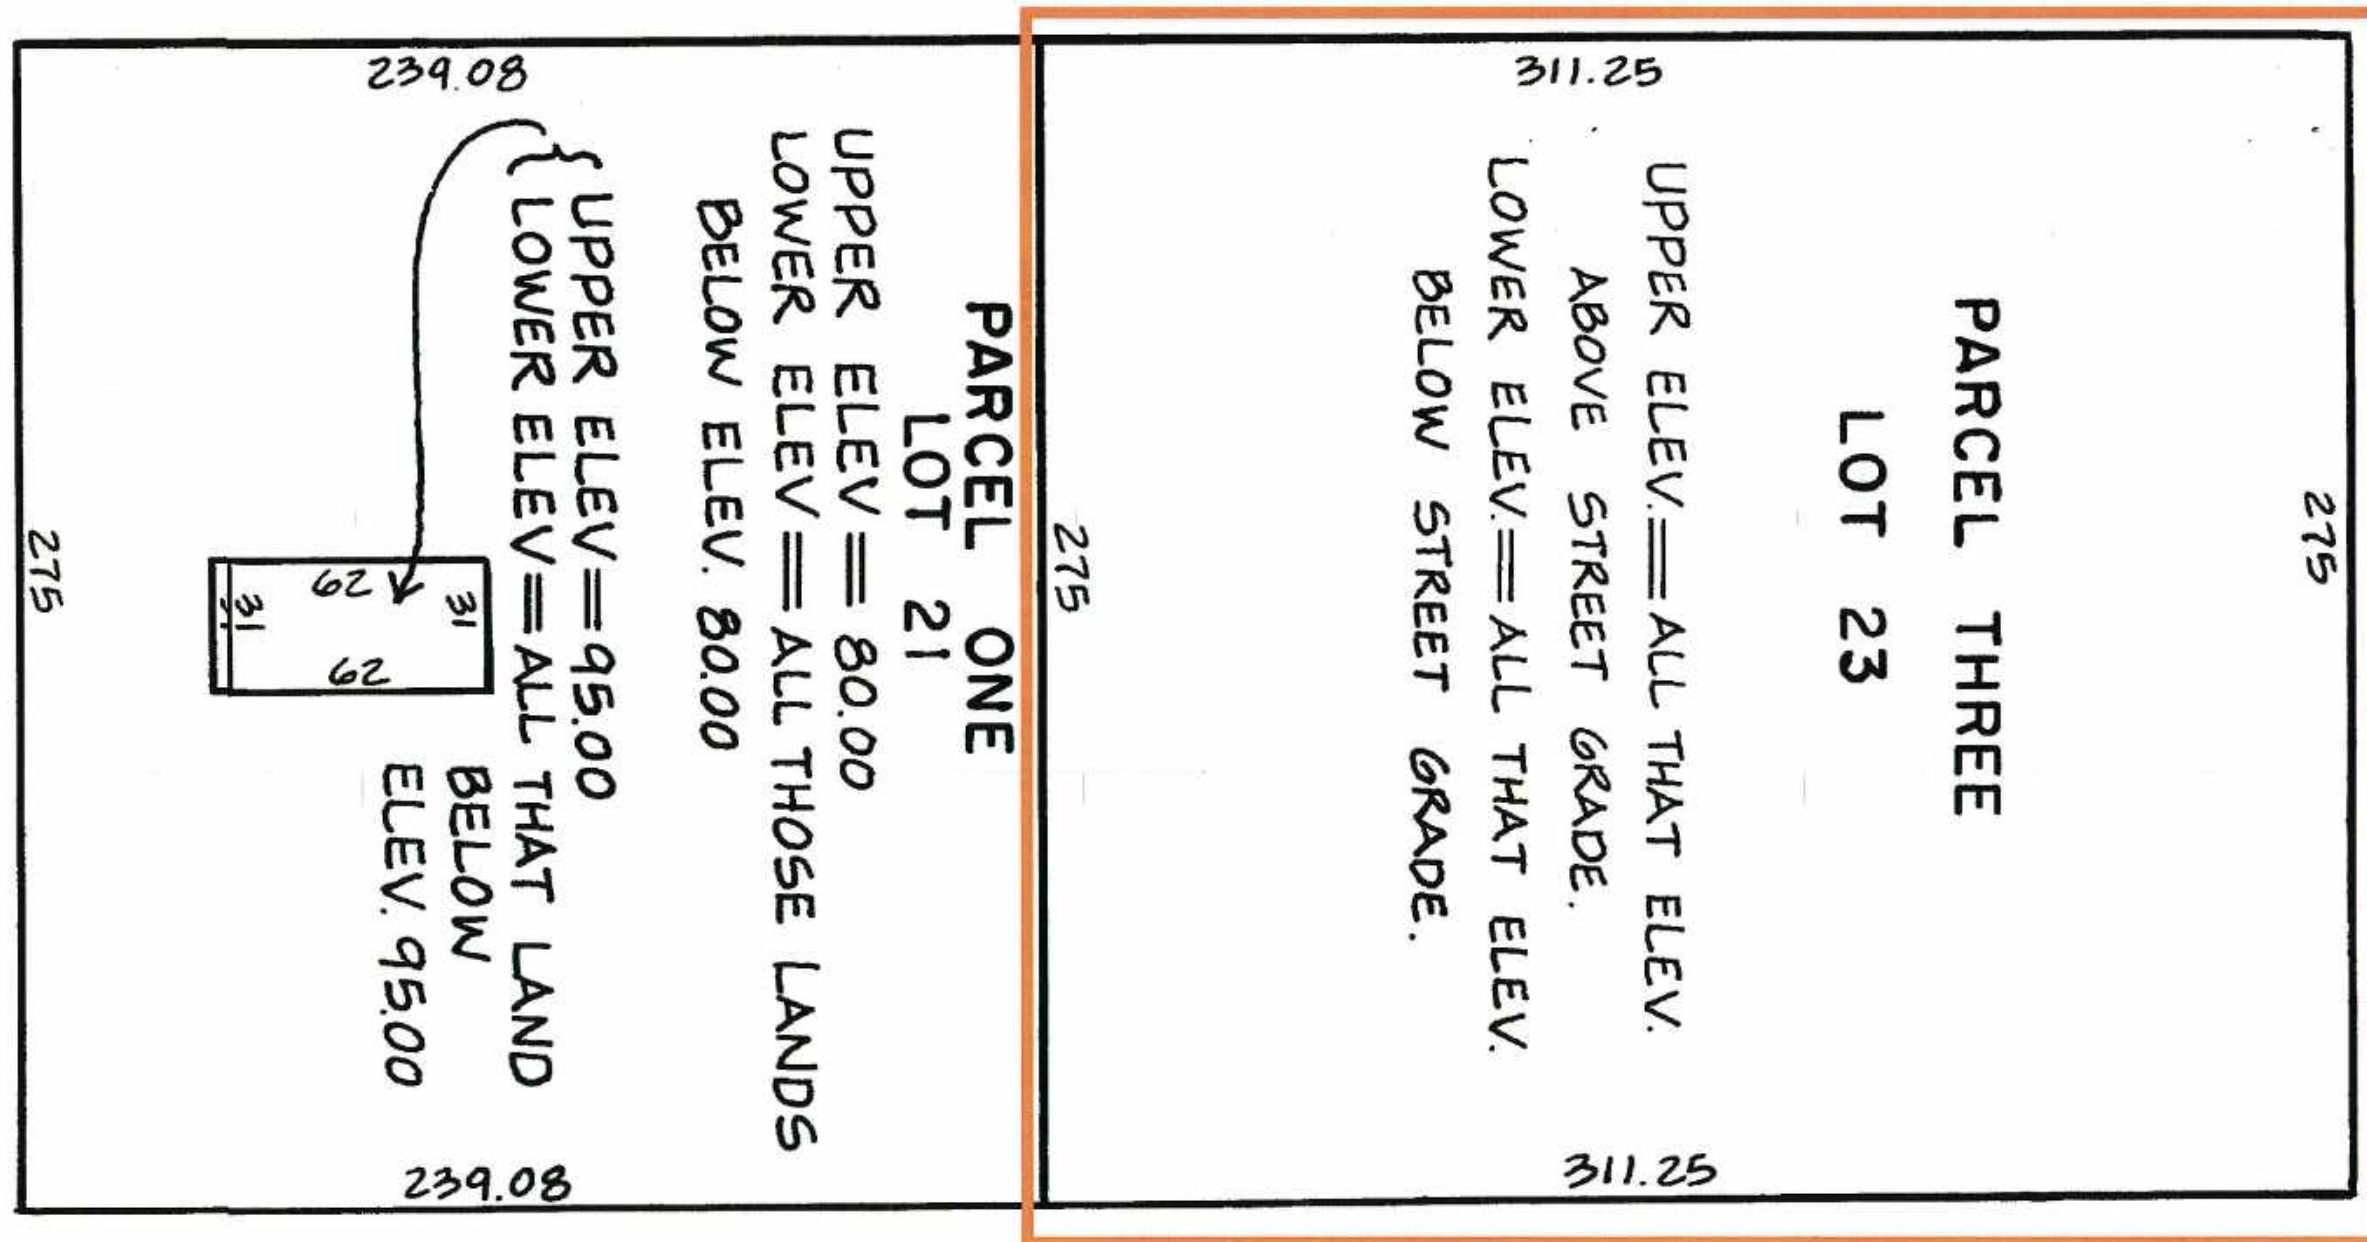 239.08
311.25
PARCEL THREE
LOT 23
UPPER ELEV. = ALL THAT ELEV.
ABOVE STREET GRADE.
LOWER ELEV. = ALL THAT ELEV.
BELOW STREET GRADE.
275
275
311.25
PARCEL ONE
LOT 21
UPPER ELEV = 80.00
LOWER ELEV = ALL THOSE LANDS
BELOW ELEV. 80.00
{ UPPER ELEV = 95.00
{ LOWER ELEV = ALL THAT LAND
BELOW
ELEV. 95.00
62
31
31
62
275
239.08